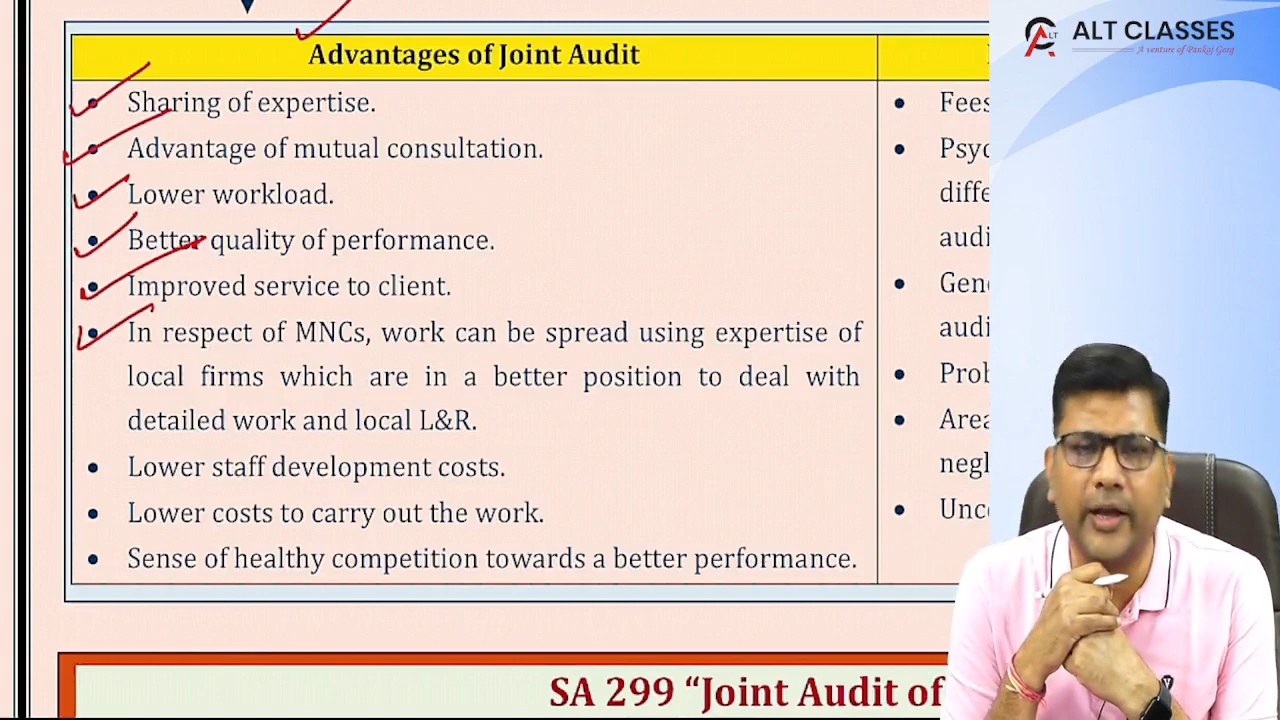 ALT CLASSES
A venture of Pankaj Garg
ALT
Advantages of Joint Audit
• Sharing of expertise.
• Advantage of mutual consultation.
• Lower workload.
• Better quality of performance.
• Improved service to client.
• In respect of MNCs, work can be spread using expertise of
local firms which are in a better position to deal with
detailed work and local L&R.
• Lower staff development costs.
• Lower costs to carry out the work.
• Sense of healthy competition towards a better performance.
• Fees
• Psyc
diffe
audi
• Gene
audi
• Prob
• Area
negl
• Unce
SA 299 “Joint Audit of